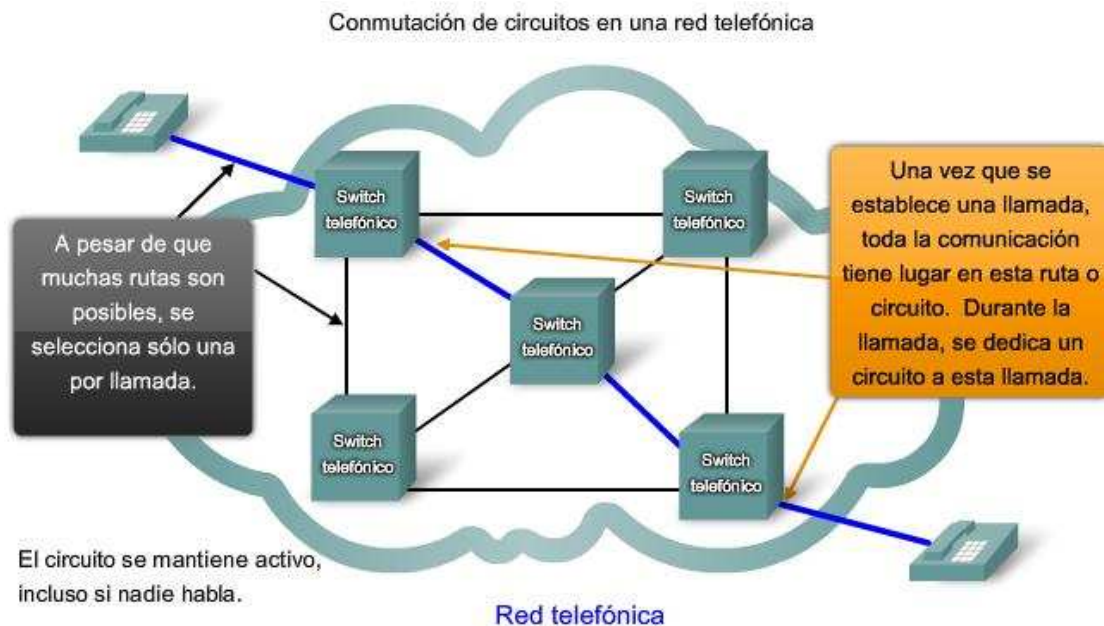 Conmutación de circuitos en una red telefónica
Switch
telefónico
Switch
telefónico
A pesar de que
muchas rutas son
posibles, se
selecciona sólo una
por llamada.
Una vez que se
establece una llamada,
toda la comunicación
tiene lugar en esta ruta o
circuito. Durante la
llamada, se dedica un
circuito a esta llamada.
Switch
telefónico
Switch
telefónico
Switch
telefónico
El circuito se mantiene activo,
incluso si nadie habla.
Red telefónica